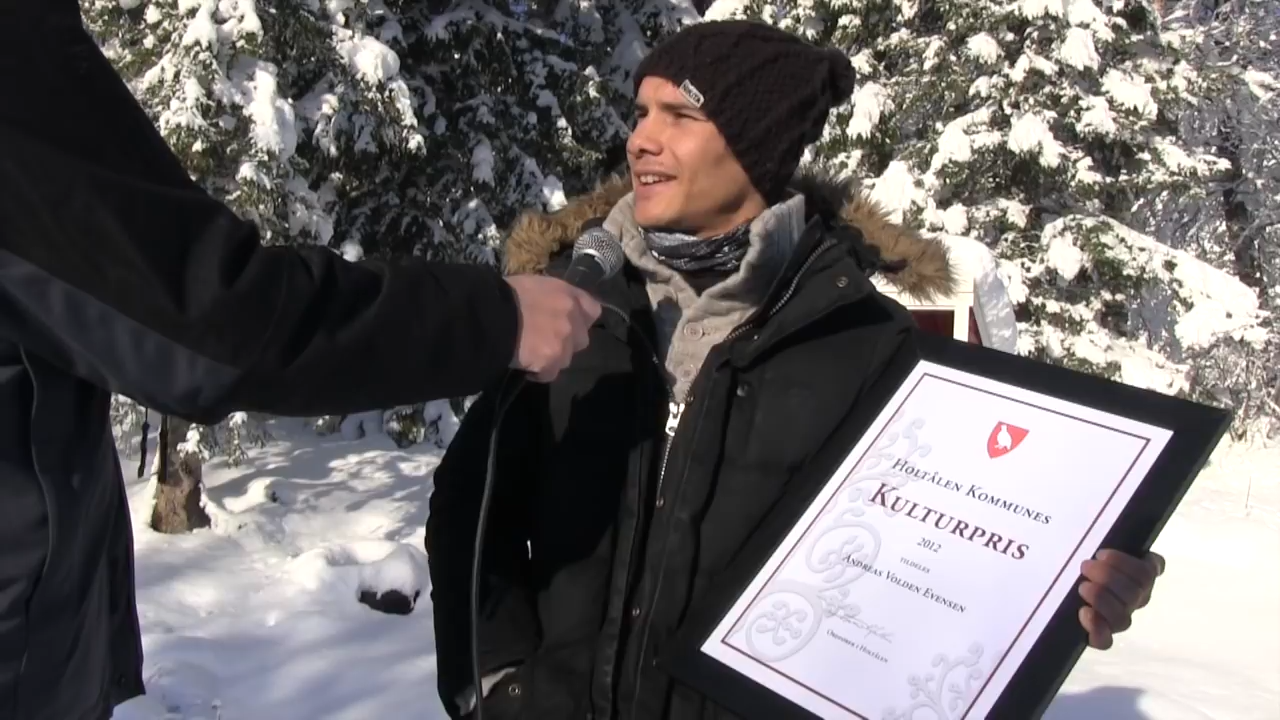 HOLTÅLEN KOMMUNES
KULTURPRIS
2012
TILDELES
ANDREAS VOLDEN EVENSEN
ORDFØRER I HOLTÅLEN